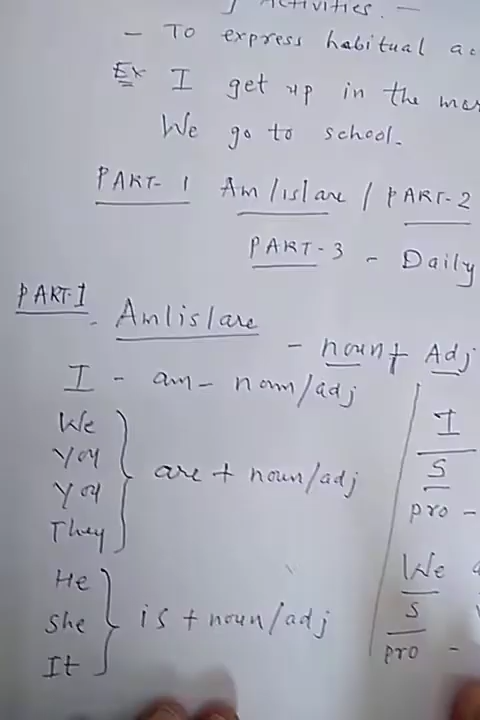 Activities. —
- To express habitual
Ex I get up in the
We go to school.
PART-1 Am/is/are / PART-2
PART-3 - Daily
PART-1
- Am/is/are
- noun + Adj
I - am - noun/adj
We
You
You
They
are + noun/adj
He
She
It
is + noun/adj
I
S
pro -
We
S
pro -